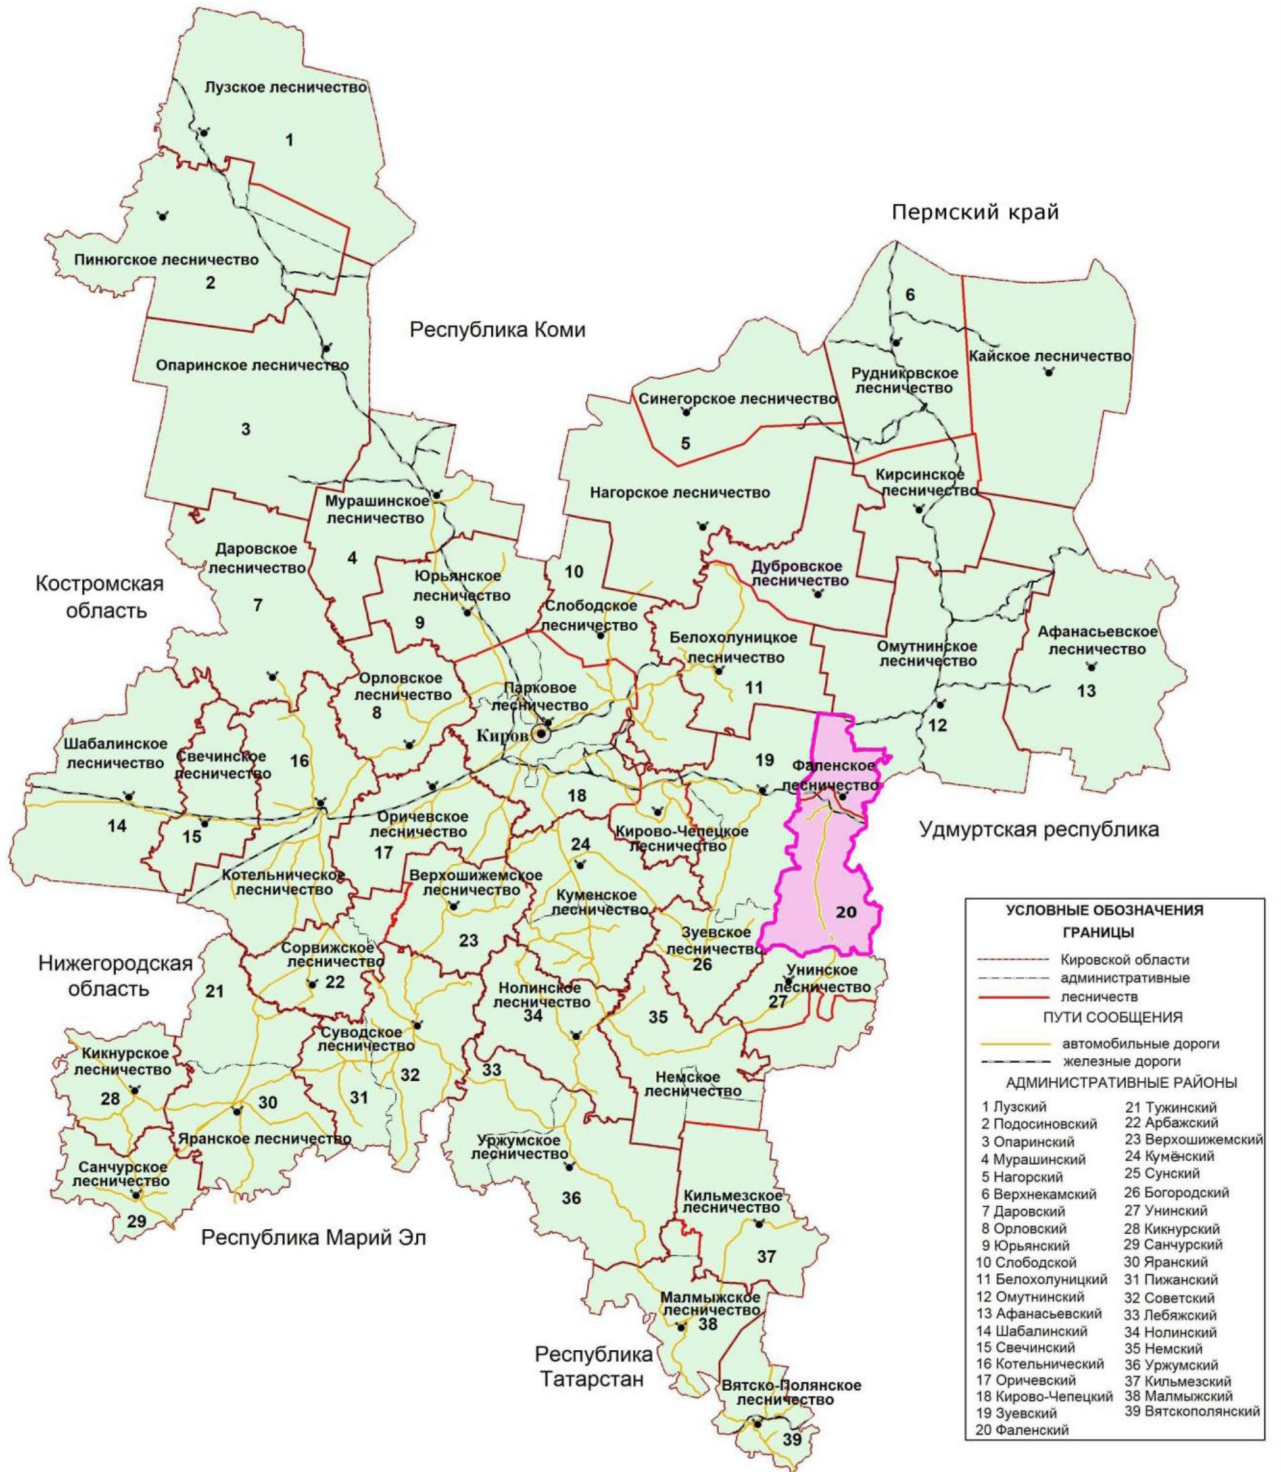 Лузское лесничество
1
Пинюгское лесничество
2
Пермский край
Республика Коми
Опаринское лесничество
3
6
Рудниковское
лесничество
Кайское лесничество
Синегорское лесничество
5
Кирсинское
лесничество
Нагорское лесничество
Мурашинское
лесничество
4
Даровское
лесничество
7
Костромская
область
Юрьянское
лесничество
9
10
Слободское
лесничество
Дубровское
лесничество
Белохолуницкое
лесничество
11
Омутнинское
лесничество
12
Афанасьевское
лесничество
13
Орловское
лесничество
8
Парковое
лесничество
Киров
Шабалинское
лесничество
14
Свечинское
лесничество
15
16
Котельническое
лесничество
Оричевское
лесничество
17
18
Кирово-Чепецкое
лесничество
19
Фаленское
лесничество
20
Удмуртская республика
Верхошижемское
лесничество
23
24
Куменское
лесничество
Зуевское
лесничество
26
Унинское
лесничество
27
Нижегородская
область
21
Сорвижское
лесничество
22
Нолинское
лесничество
34
35
Суводское
лесничество
32
31
33
Немское
лесничество
Кикнурское
лесничество
28
30
Яранское лесничество
Санчурское
лесничество
29
Республика Марий Эл
Уржумское
лесничество
36
Кильмезское
лесничество
37
Малмыжское
лесничество
38
Республика
Татарстан
Вятско-Полянское
лесничество
39
УСЛОВНЫЕ ОБОЗНАЧЕНИЯ
ГРАНИЦЫ
Кировской области
административные
лесничеств
ПУТИ СООБЩЕНИЯ
автомобильные дороги
железные дороги
АДМИНИСТРАТИВНЫЕ РАЙОНЫ
1 Лузский
2 Подосиновский
3 Опаринский
4 Мурашинский
5 Нагорский
6 Верхнекамский
7 Даровский
8 Орловский
9 Юрьянский
10 Слободской
11 Белохолуницкий
12 Омутнинский
13 Афанасьевский
14 Шабалинский
15 Свечинский
16 Котельнический
17 Оричевский
18 Кирово-Чепецкий
19 Зуевский
20 Фаленский
21 Тужинский
22 Арбажский
23 Верхошижемский
24 Кумёнский
25 Сунский
26 Богородский
27 Унинский
28 Кикнурский
29 Санчурский
30 Яранский
31 Пижанский
32 Советский
33 Лебяжский
34 Нолинский
35 Немский
36 Уржумский
37 Кильмезский
38 Малмыжский
39 Вятскополянский